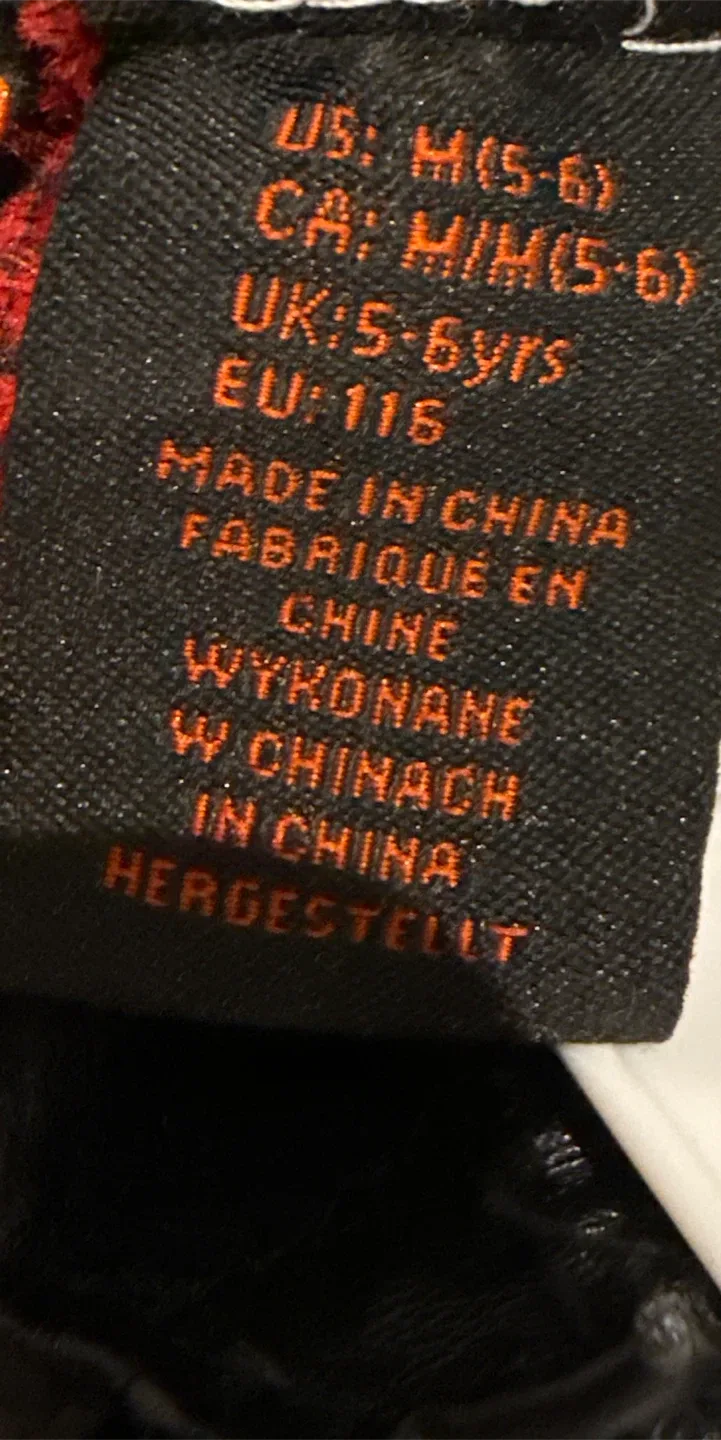 US: M(5-6)
CA: M/M(5-6)
UK:5-6yrs
EU:116
MADE IN CHINA
FABRIQUÉ EN
CHINE
WYKONANE
W CHINACH
IN CHINA
HERGESTELLT